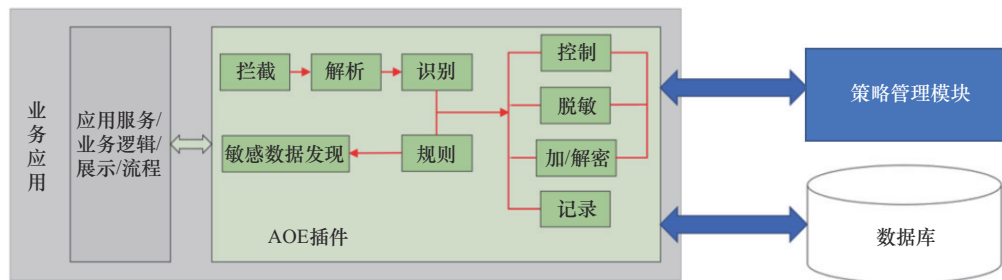 业务应用
应用服务/
业务逻辑/
展示/流程
拦截
解析
识别
敏感数据发现
规则
控制
脱敏
加/解密
记录
AOE插件
策略管理模块
数据库